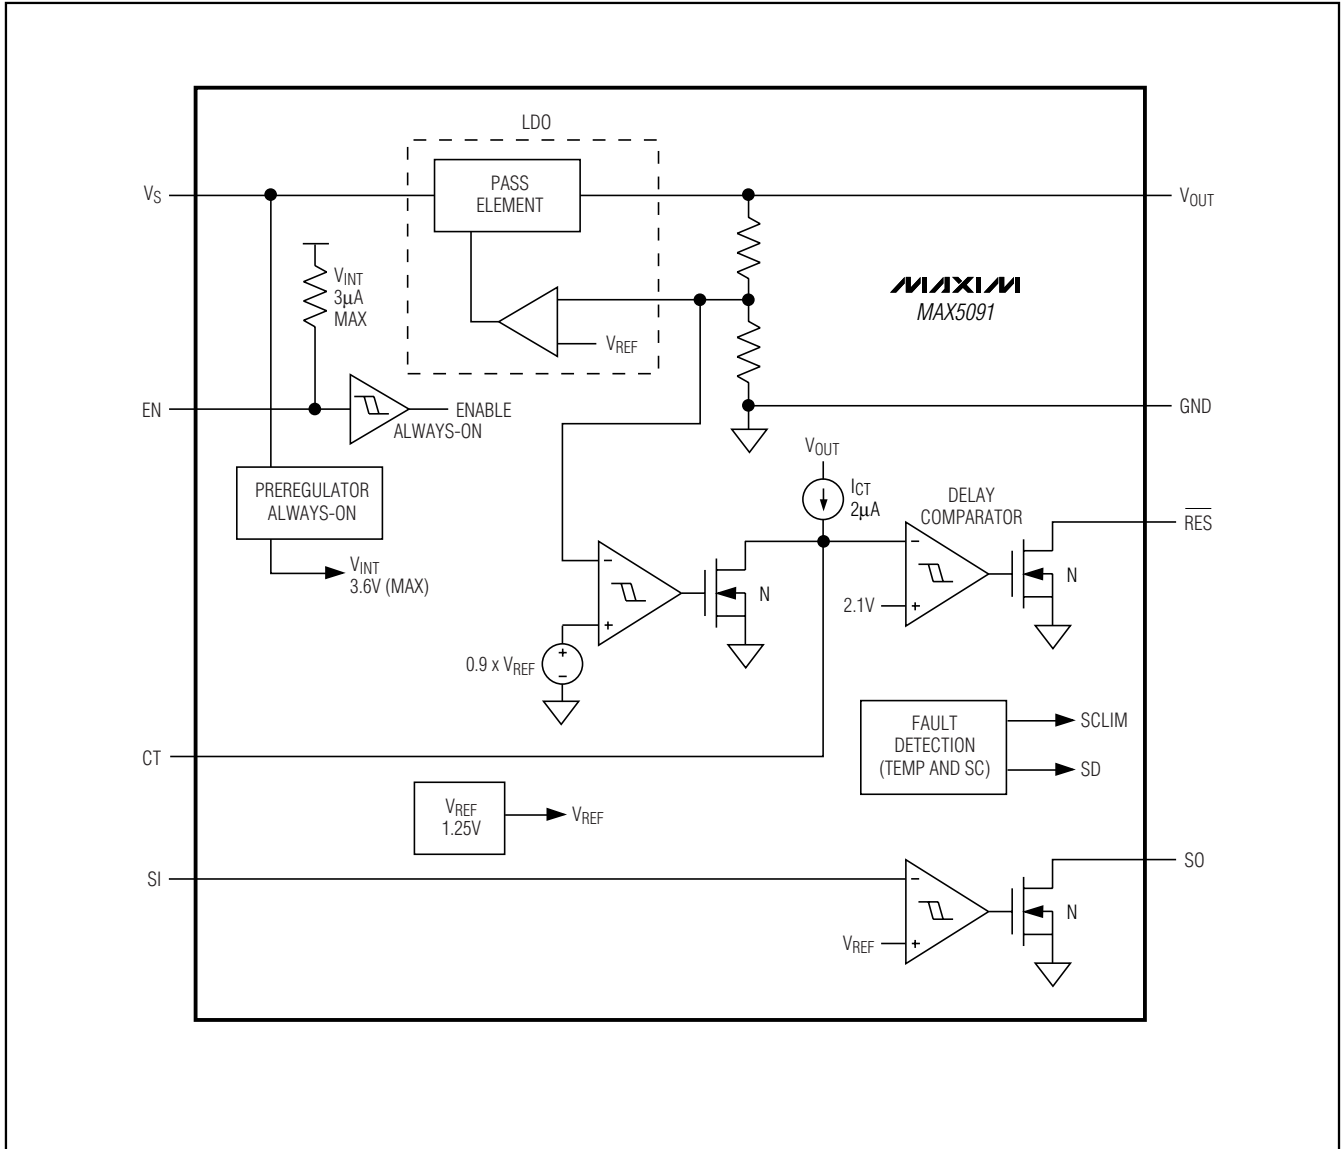 LDO
PASS
ELEMENT
VS
VOUT
VINT
3µA
MAX
MAXIM
MAX5091
VREF
EN
ENABLE
ALWAYS-ON
GND
VOUT
ICT
2µA
PREREGULATOR
ALWAYS-ON
DELAY
COMPARATOR
RES
VINT
3.6V (MAX)
−
−
N
N
2.1V
+
+
0.9 x VREF
+
−
FAULT
DETECTION
(TEMP AND SC)
SCLIM
SD
CT
VREF
1.25V
VREF
SI
−
SO
N
VREF
+